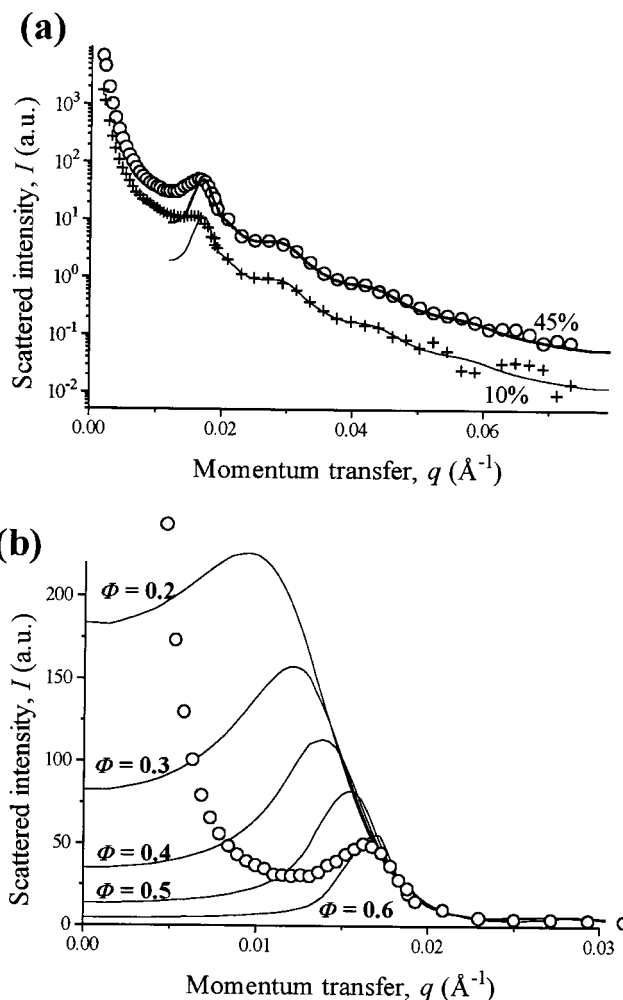 (a)
Scattered intensity, I (a.u.)
10³
10²
10¹
10⁰
10⁻¹
10⁻²
45%
10%
0.00 0.02 0.04 0.06
Momentum transfer, q (Å⁻¹)
(b)
Scattered intensity, I (a.u.)
200
150
100
50
0
Φ = 0.2
Φ = 0.3
Φ = 0.4
Φ = 0.5
Φ = 0.6
0.00 0.01 0.02 0.03
Momentum transfer, q (Å⁻¹)